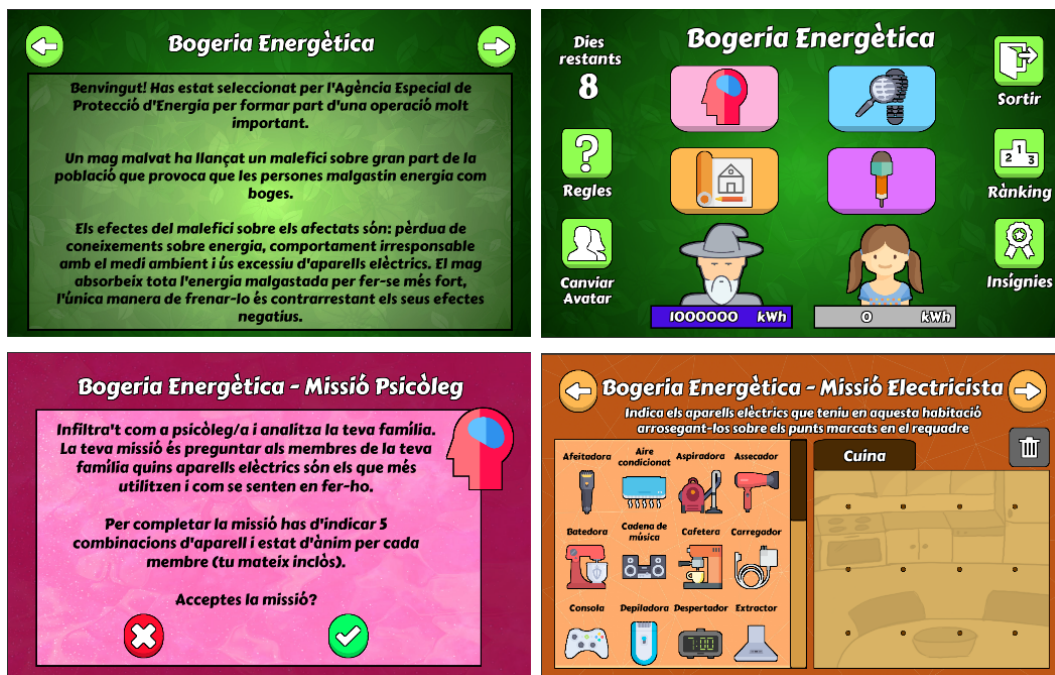 Bogeria Energètica
Benvingut! Has estat seleccionat per l'Agència Especial de
Protecció d'Energia per formar part d'una operació molt
important.
Un mag malvat ha llançat un malefici sobre gran part de la
població que provoca que les persones malgastin energia com
boges.
Els efectes del malefici sobre els afectats són: pèrdua de
coneixements sobre energia, comportament irresponsable
amb el medi ambient i ús excessiu d'aparells elèctrics. El mag
absorbeix tota l'energia malgastada per fer-se més fort,
l'única manera de frenar-lo és contrarrestant els seus efectes
negatius.
Bogeria Energètica
Dies
restants
8
Regles
Canviar
Avatar
Sortir
2 1 3
Rànking
Insígnies
1000000 kWh
0 kWh
Bogeria Energètica - Missió Psicòleg
Infiltra't com a psicòleg/a i analitza la teva família.
La teva missió és preguntar als membres de la teva
família quins aparells elèctrics són els que més
utilitzen i com se senten en fer-ho.
Per completar la missió has d'indicar 5
combinacions d'aparell i estat d'ànim per cada
membre (tu mateix inclòs).
Acceptes la missió?
Bogeria Energètica - Missió Electricista
Indica els aparells elèctrics que teniu en aquesta habitació
arrosegant-los sobre els punts marcats en el requadre
Afeitadora
Aire
condicionat
Aspiradora
Assecador
Batedora
Cadena de
música
Cafetera
Carregador
Consola
Depiladora
Despertador
7:00
Extractor
Cuina